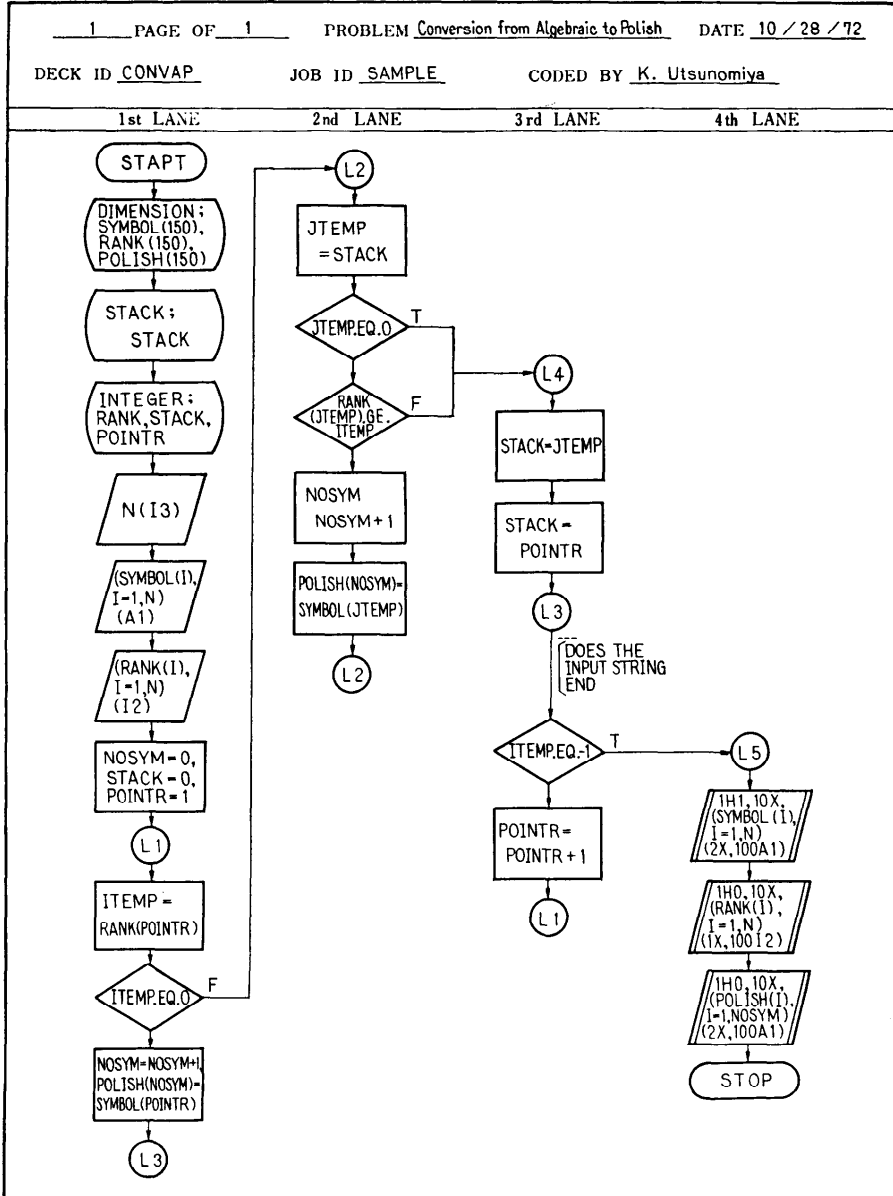 1 PAGE OF 1 PROBLEM Conversion from Algebraic to Polish DATE 10 / 28 / 72
DECK ID CONVAP JOB ID SAMPLE CODED BY K. Utsunomiya
1st LANE 2nd LANE 3rd LANE 4th LANE
STAPT
DIMENSION;
SYMBOL(150),
RANK(150),
POLISH(150)
STACK;
STACK
INTEGER;
RANK,STACK,
POINTR
N(I3)
(SYMBOL(I),
I=1,N)
(A1)
(RANK(I),
I=1,N)
(I2)
NOSYM=0,
STACK=0,
POINTR=1
L1
ITEMP=
RANK(POINTR)
ITEMP.EQ.0
F
NOSYM=NOSYM+1,
POLISH(NOSYM)=
SYMBOL(POINTR)
L3
L2
JTEMP
=STACK
JTEMP.EQ.0
T
RANK
(JTEMP).GE.
ITEMP
F
NOSYM
NOSYM+1
POLISH(NOSYM)=
SYMBOL(JTEMP)
L2
L4
STACK=JTEMP
STACK=
POINTR
L3
DOES THE
INPUT STRING
END
ITEMP.EQ.-1
T
POINTR=
POINTR+1
L1
L5
1H1,10X,
(SYMBOL(I),
I=1,N)
(2X,100A1)
1H0,10X,
(RANK(I),
I=1,N)
(1X,100I2)
1H0,10X,
(POLISH(I),
I=1,NOSYM)
(2X,100A1)
STOP